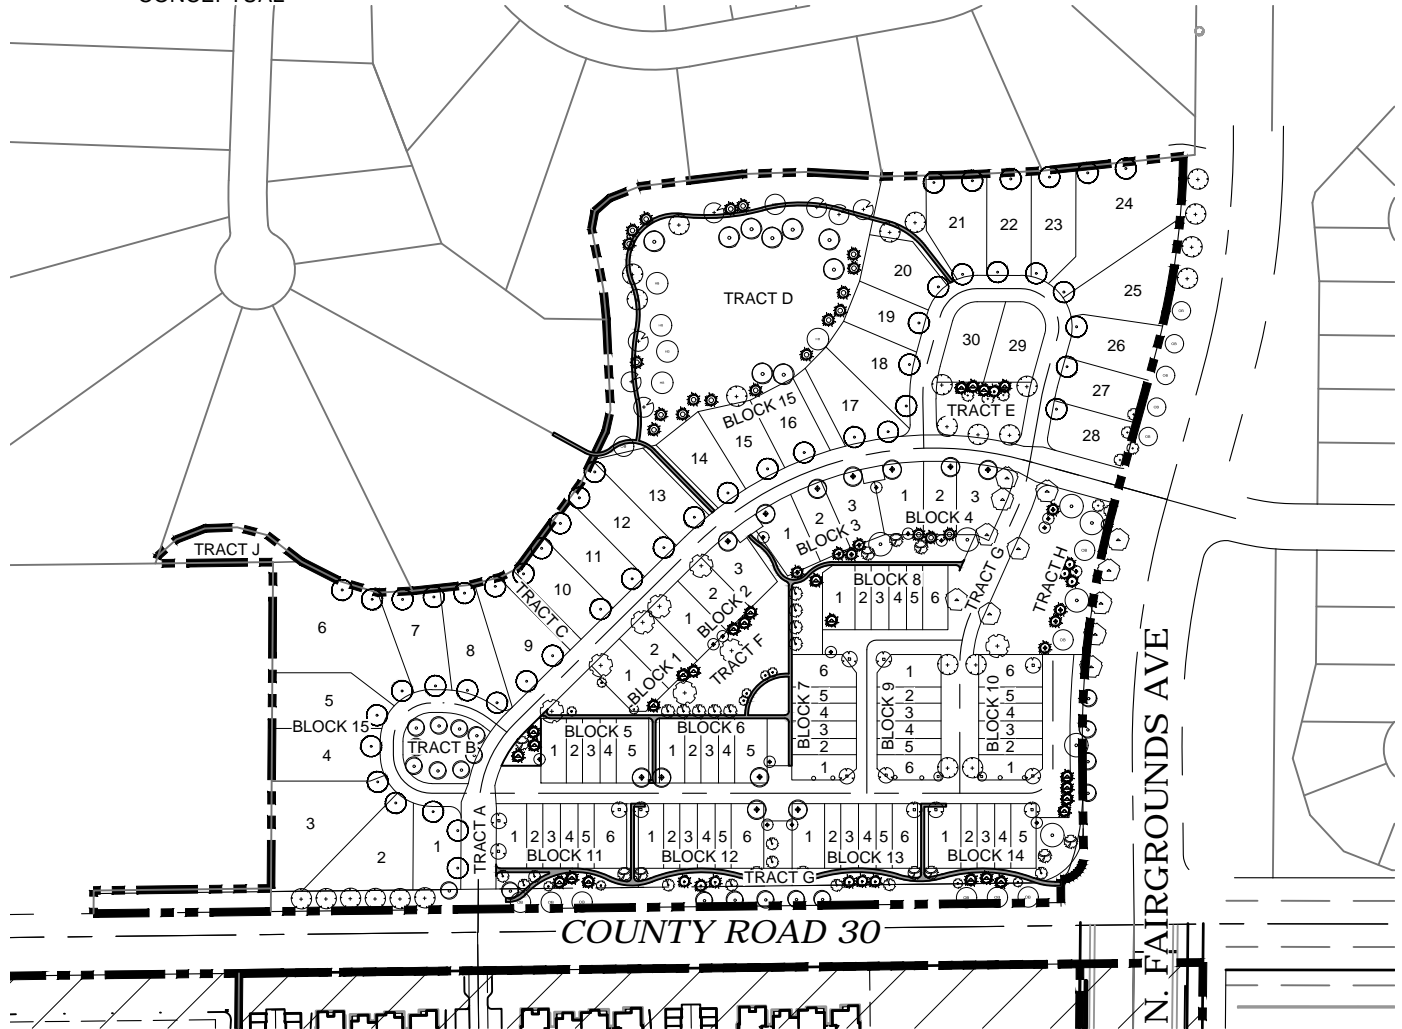 24
21
22
23
20
TRACT D
25
19
30
29
26
18
27
BLOCK 15
17
TRACT E
16
15
28
14
13
3
1
2
3
12
2
BLOCK 4
1
BLOCK 3
TRACT J
11
TRACT G
TRACT H
3
BLOCK 8
10
2
1 2 3 4 5 6
TRACT C
1
BLOCK 2
6
7
9
8
2
TRACT F
1
BLOCK 1
6
1
6
5
5
2
5
BLOCK 15
BLOCK 7
4
BLOCK 9
3
BLOCK 10
4
BLOCK 5
BLOCK 6
3
4
3
TRACT B
1 2 3 4 5
1 2 3 4 5
2
5
2
4
1
6
1
3
TRACT A
1 2 3 4 5 6
1 2 3 4 5 6
1 2 3 4 5 6
1 2 3 4 5
1
2
BLOCK 11
BLOCK 12
BLOCK 13
BLOCK 14
TRACT G
COUNTY ROAD 30
N. FAIRGROUNDS AVE